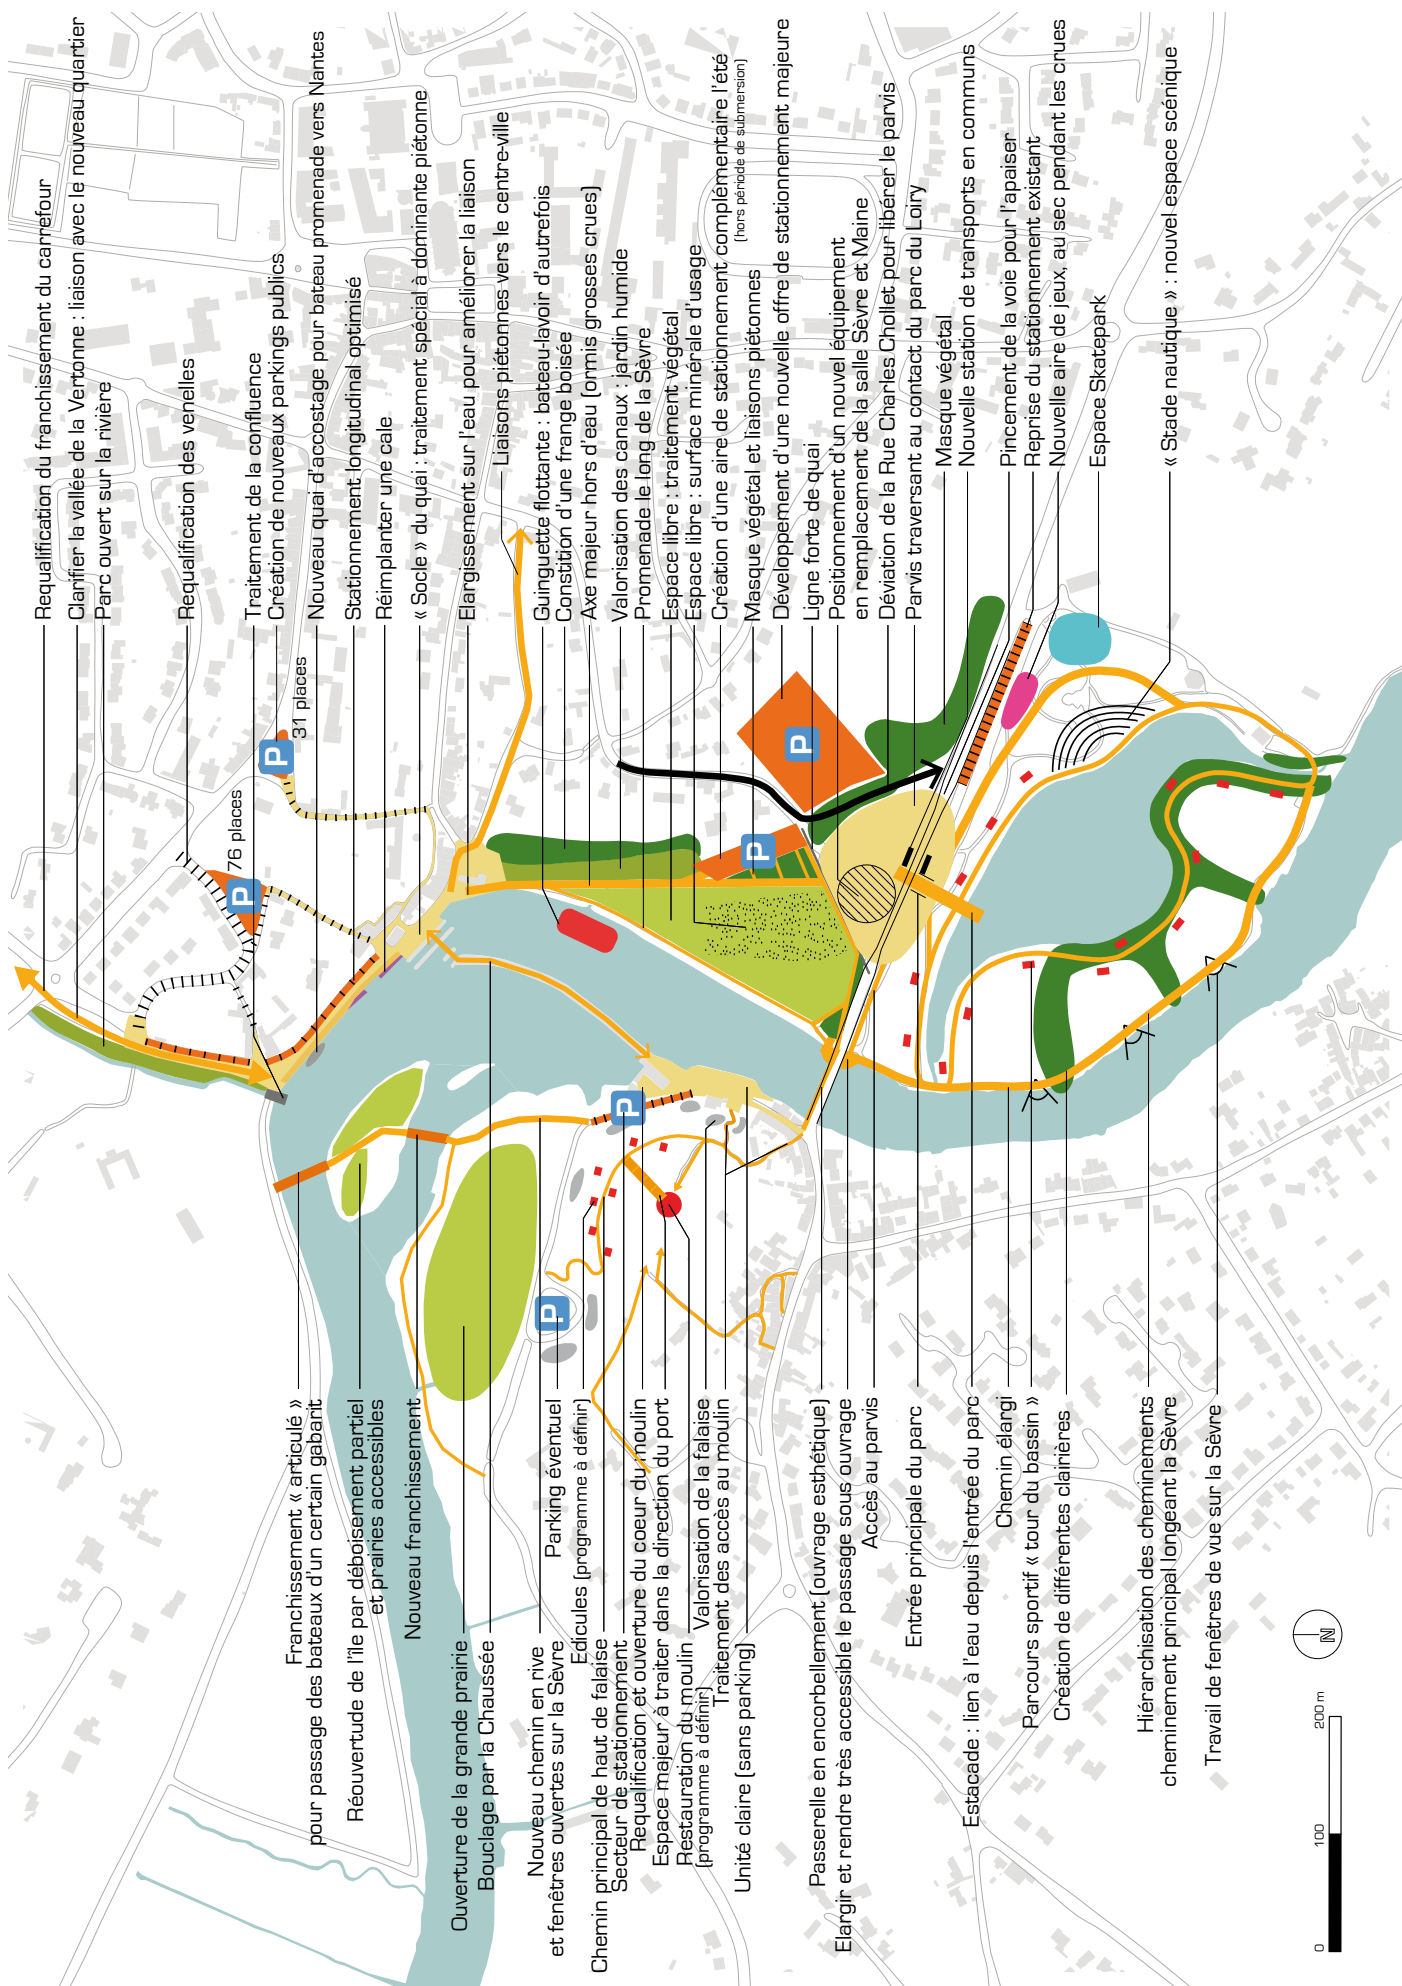 Requalification du franchissement du carrefour
Clarifier la vallée de la Vertonne : liaison avec le nouveau quartier
Parc ouvert sur la rivière
Requalification des venelles
Traitement de la confluence
Création de nouveaux parkings publics
Nouveau quai d'accostage pour bateau promenade vers Nantes
Stationnement longitudinal optimisé
Réimplanter une cale
« Socle » du quai : traitement spécial à dominante piétonne
Elargissement sur l'eau pour améliorer la liaison
Liaisons piétonnes vers le centre-ville
Guinguette flottante : bateau-lavoir d'autrefois
Constition d'une frange boisée
Axe majeur hors d'eau (ormis grosses crues)
Valorisation des canaux : jardin humide
Promenade le long de la Sèvre
Espace libre : traitement végétal
Espace libre : surface minérale d'usage
Création d'une aire de stationnement complémentaire l'été
(hors période de submersion)
Masque végétal et liaisons piétonnes
Développement d'une nouvelle offre de stationnement majeure
Ligne forte de quai
Positionnement d'un nouvel équipement
en remplacement de la salle Sèvre et Maine
Déviation de la Rue Charles Chollet pour libérer le parvis
Parvis traversant au contact du parc du Loiry
Masque végétal
Nouvelle station de transports en communs
Pincement de la voie pour l'apaiser
Reprise du stationnement existant
Nouvelle aire de jeux, au sec pendant les crues
Espace Skatepark
« Stade nautique » : nouvel espace scénique
31 places
76 places
P
P
P
P
P
P
Franchissement « articulé »
pour passage des bateaux d'un certain gabarit
Réouvertude de l'île par déboisement partiel
et prairies accessibles
Nouveau franchissement
Ouverture de la grande prairie
Bouclage par la Chaussée
Nouveau chemin en rive
et fenêtres ouvertes sur la Sèvre
Parking éventuel
Edicules (programme à définir)
Chemin principal de haut de falaise
Secteur de stationnement
Requalification et ouverture du coeur du moulin
Espace majeur à traiter dans la direction du port
Restauration du moulin
(programme à définir)
Valorisation de la falaise
Traitement des accès au moulin
Unité claire (sans parking)
Passerelle en encorbellement (ouvrage esthétique)
Elargir et rendre très accessible le passage sous ouvrage
Accès au parvis
Entrée principale du parc
Estacade : lien à l'eau depuis l'entrée du parc
Chemin élargi
Parcours sportif « tour du bassin »
Création de différentes clairières
Hiérarchisation des cheminements
cheminement principal longeant la Sèvre
Travail de fenêtres de vue sur la Sèvre
N
0 100 200 m